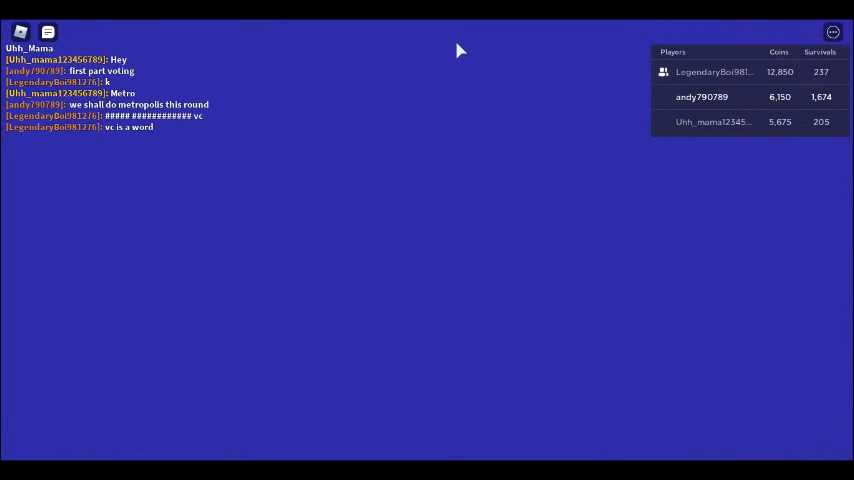 Uhh_Mama
[Uhh_mama123456789]: Hey
[andy790789]: first part voting
[LegendaryBoi981276]: k
[Uhh_mama123456789]: Metro
[andy790789]: we shall do metropolis this round
[LegendaryBoi981276]: ##### ############ vc
[LegendaryBoi981276]: vc is a word
Players Coins Survivals
LegendaryBoi981... 12,850 237
andy790789 6,150 1,674
Uhh_mama12345... 5,675 205